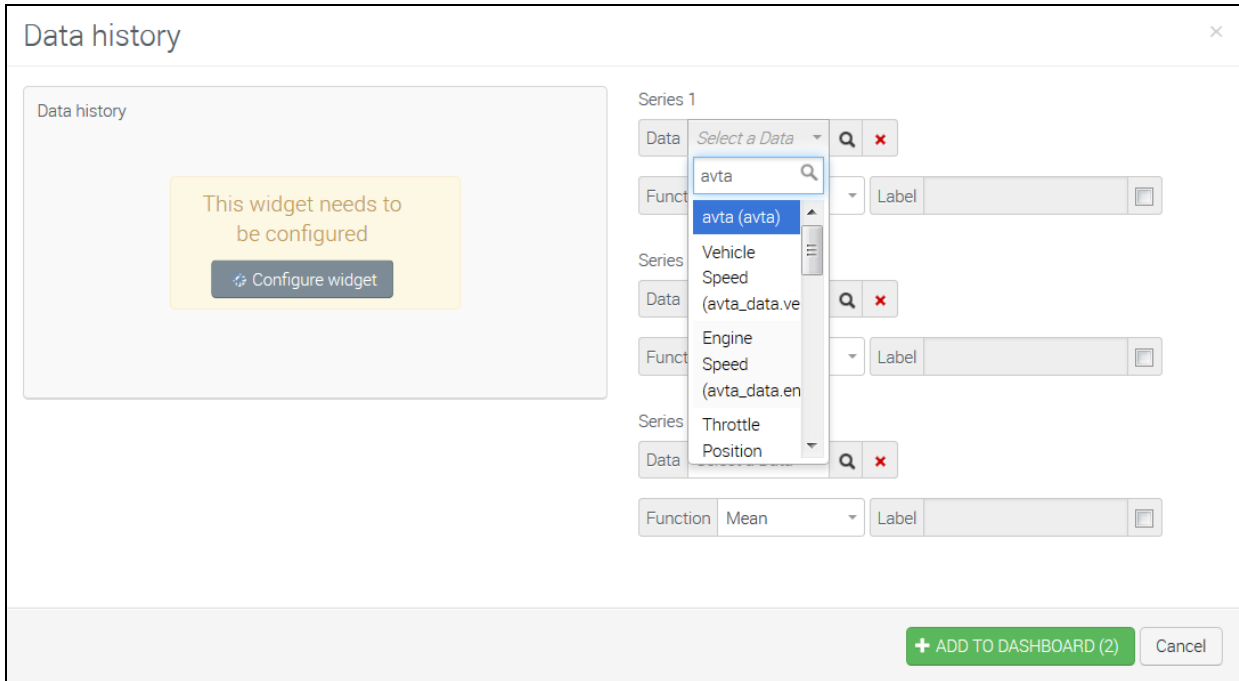 Data history
×
Data history
This widget needs to
be configured
Configure widget
Series 1
Data Select a Data
avta
Funct Label
avta (avta)
Vehicle
Speed
(avta_data.ve
Engine
Speed
(avta_data.en
Throttle
Position
Series
Data
Funct Label
Series
Data
Function Mean Label
+ ADD TO DASHBOARD (2)
Cancel